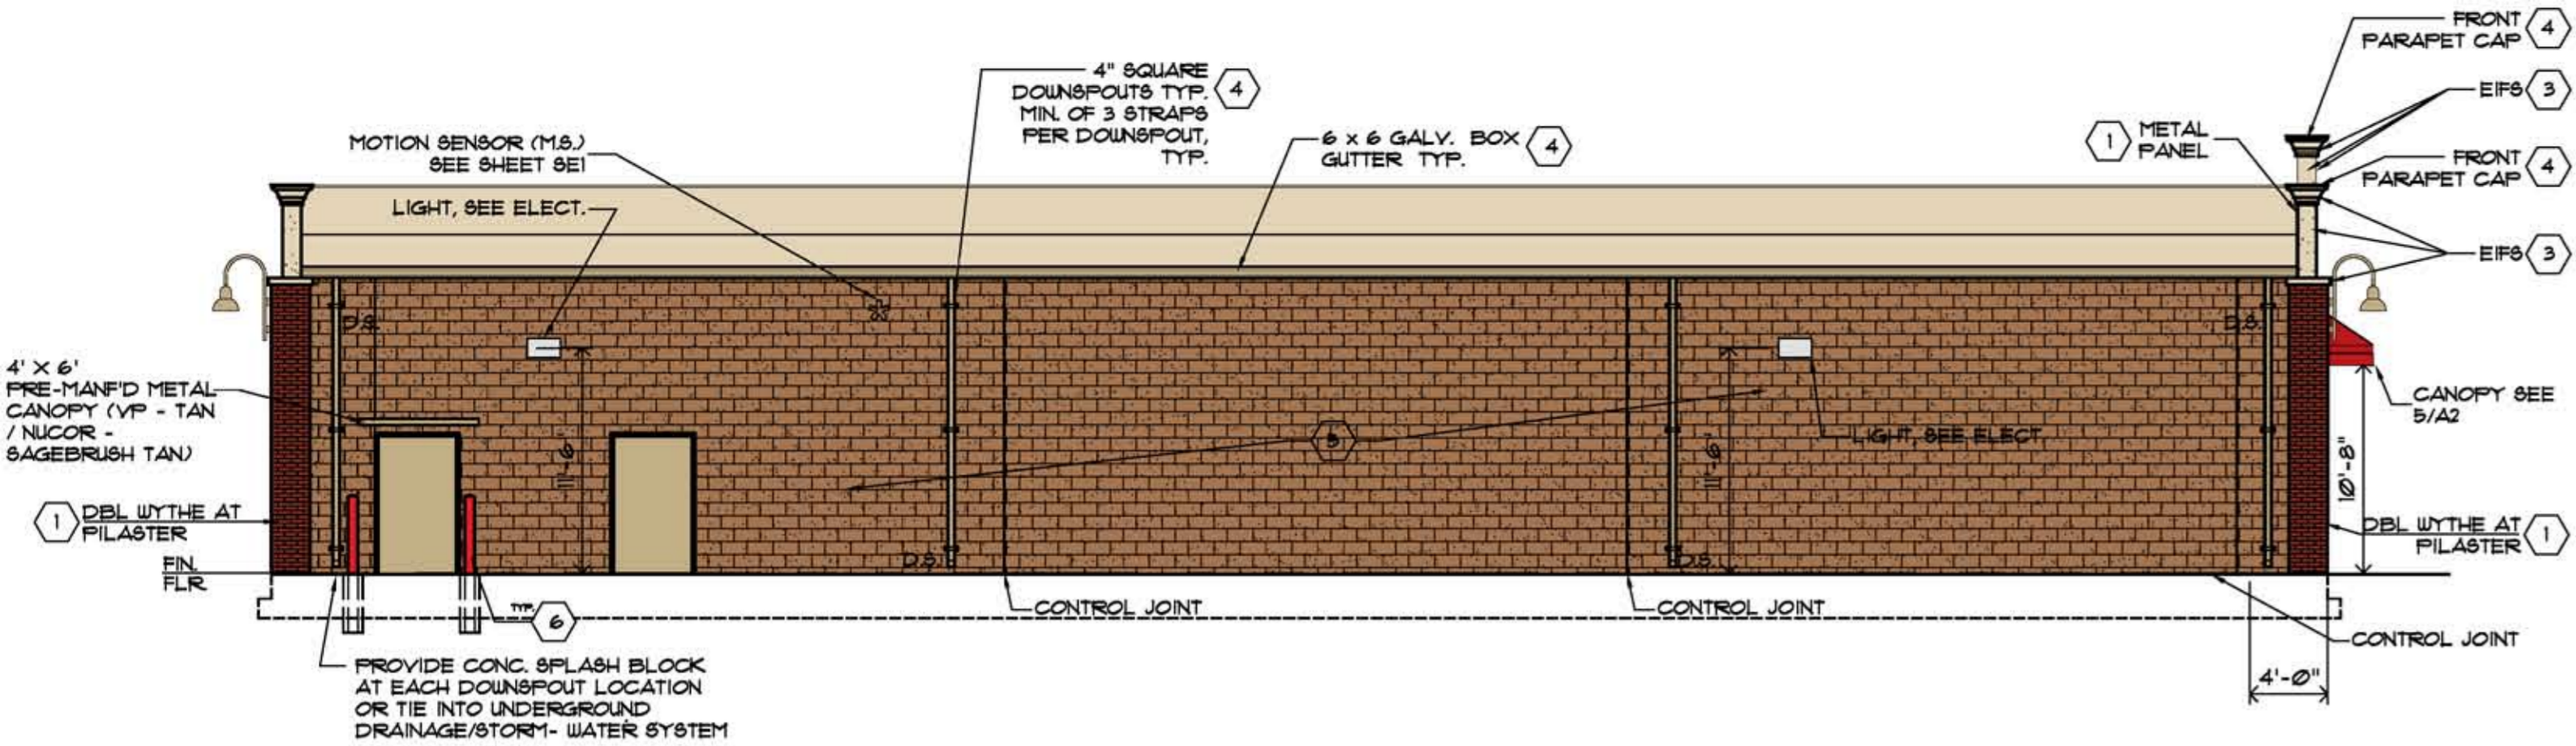 FRONT
PARAPET CAP
4
EIFS 3
1 METAL
PANEL
FRONT
PARAPET CAP
4
EIFS 3
4" SQUARE
DOWNSPOUTS TYP.
4
MIN. OF 3 STRAPS
PER DOWNSPOUT,
TYP.
6 x 6 GALV. BOX
GUTTER TYP.
4
MOTION SENSOR (M.S.)
SEE SHEET SE1
LIGHT, SEE ELECT.
D.S.
D.S.
4' X 6'
PRE-MANF'D METAL
CANOPY (VP - TAN
/ NUCOR -
SAGEBRUSH TAN)
CANOPY SEE
5/A2
11'-6"
5
LIGHT, SEE ELECT.
11'-6"
10'-8"
1
DBL WYTHE AT
PILASTER
DBL WYTHE AT
PILASTER
1
FIN.
FLR
D.S.
D.S.
TYP.
6
CONTROL JOINT
CONTROL JOINT
CONTROL JOINT
4'-0"
PROVIDE CONC. SPLASH BLOCK
AT EACH DOWNSPOUT LOCATION
OR TIE INTO UNDERGROUND
DRAINAGE/STORM- WATER SYSTEM